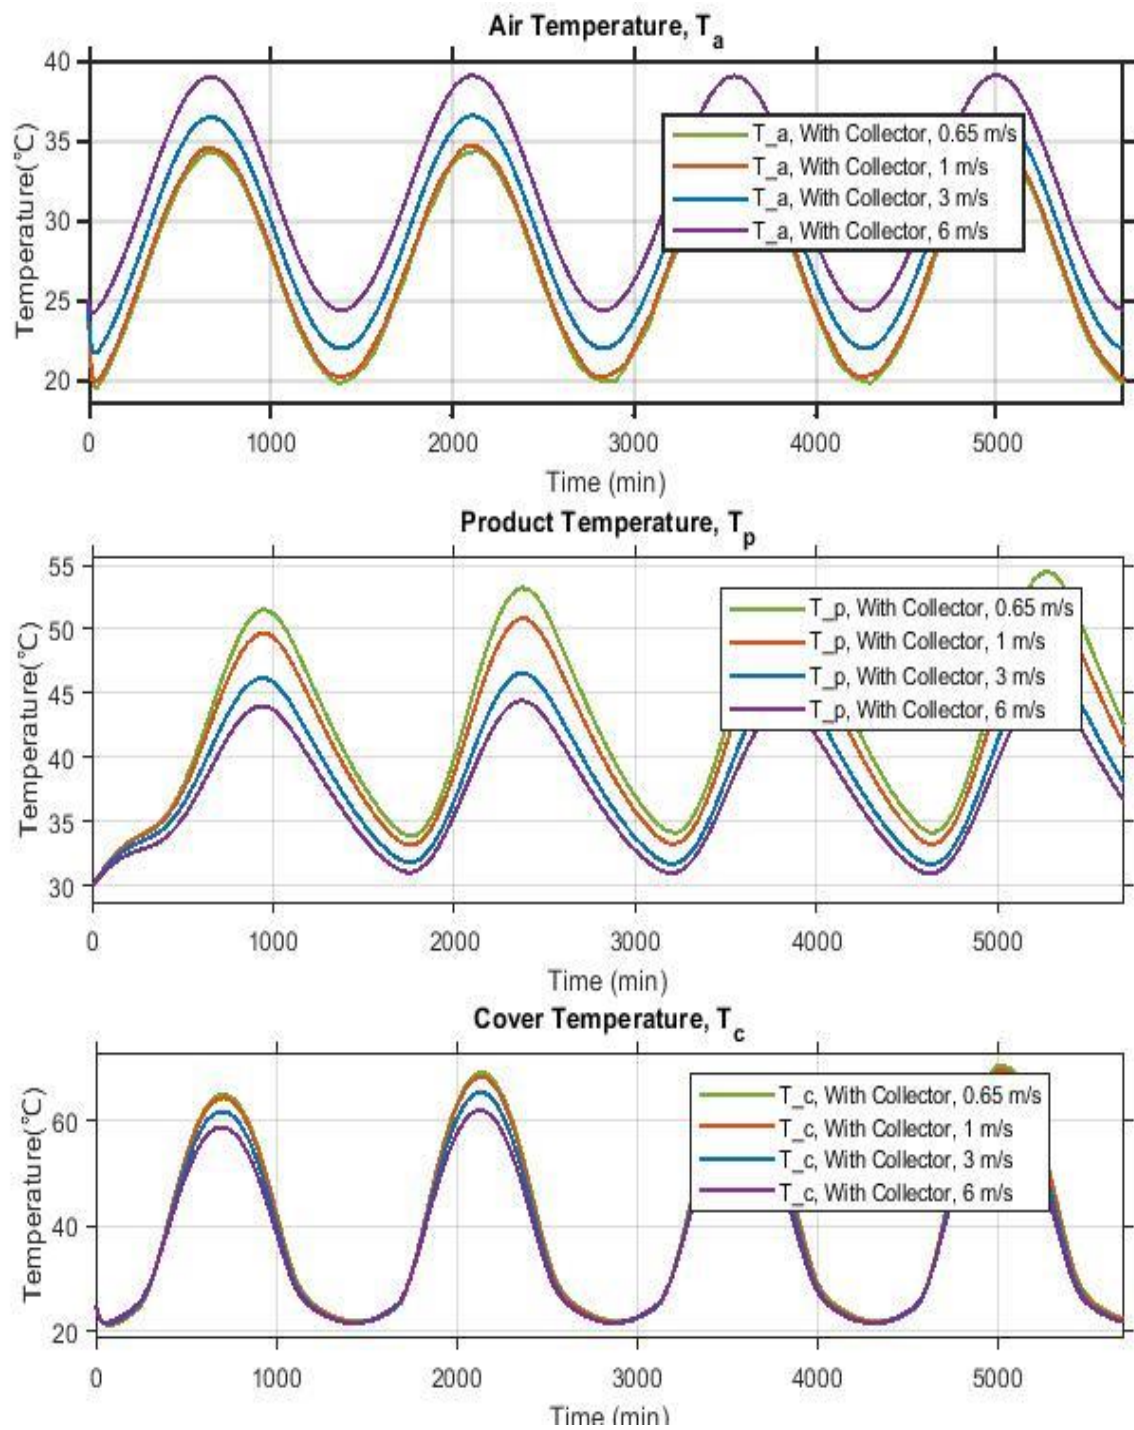 Air Temperature, T_a
Temperature(℃)
40
35
30
25
20
T_a, With Collector, 0.65 m/s
T_a, With Collector, 1 m/s
T_a, With Collector, 3 m/s
T_a, With Collector, 6 m/s
0 1000 2000 3000 4000 5000
Time (min)
Product Temperature, T_p
Temperature(℃)
55
50
45
40
35
30
T_p, With Collector, 0.65 m/s
T_p, With Collector, 1 m/s
T_p, With Collector, 3 m/s
T_p, With Collector, 6 m/s
0 1000 2000 3000 4000 5000
Time (min)
Cover Temperature, T_c
Temperature(℃)
60
40
20
T_c, With Collector, 0.65 m/s
T_c, With Collector, 1 m/s
T_c, With Collector, 3 m/s
T_c, With Collector, 6 m/s
0 1000 2000 3000 4000 5000
Time (min)